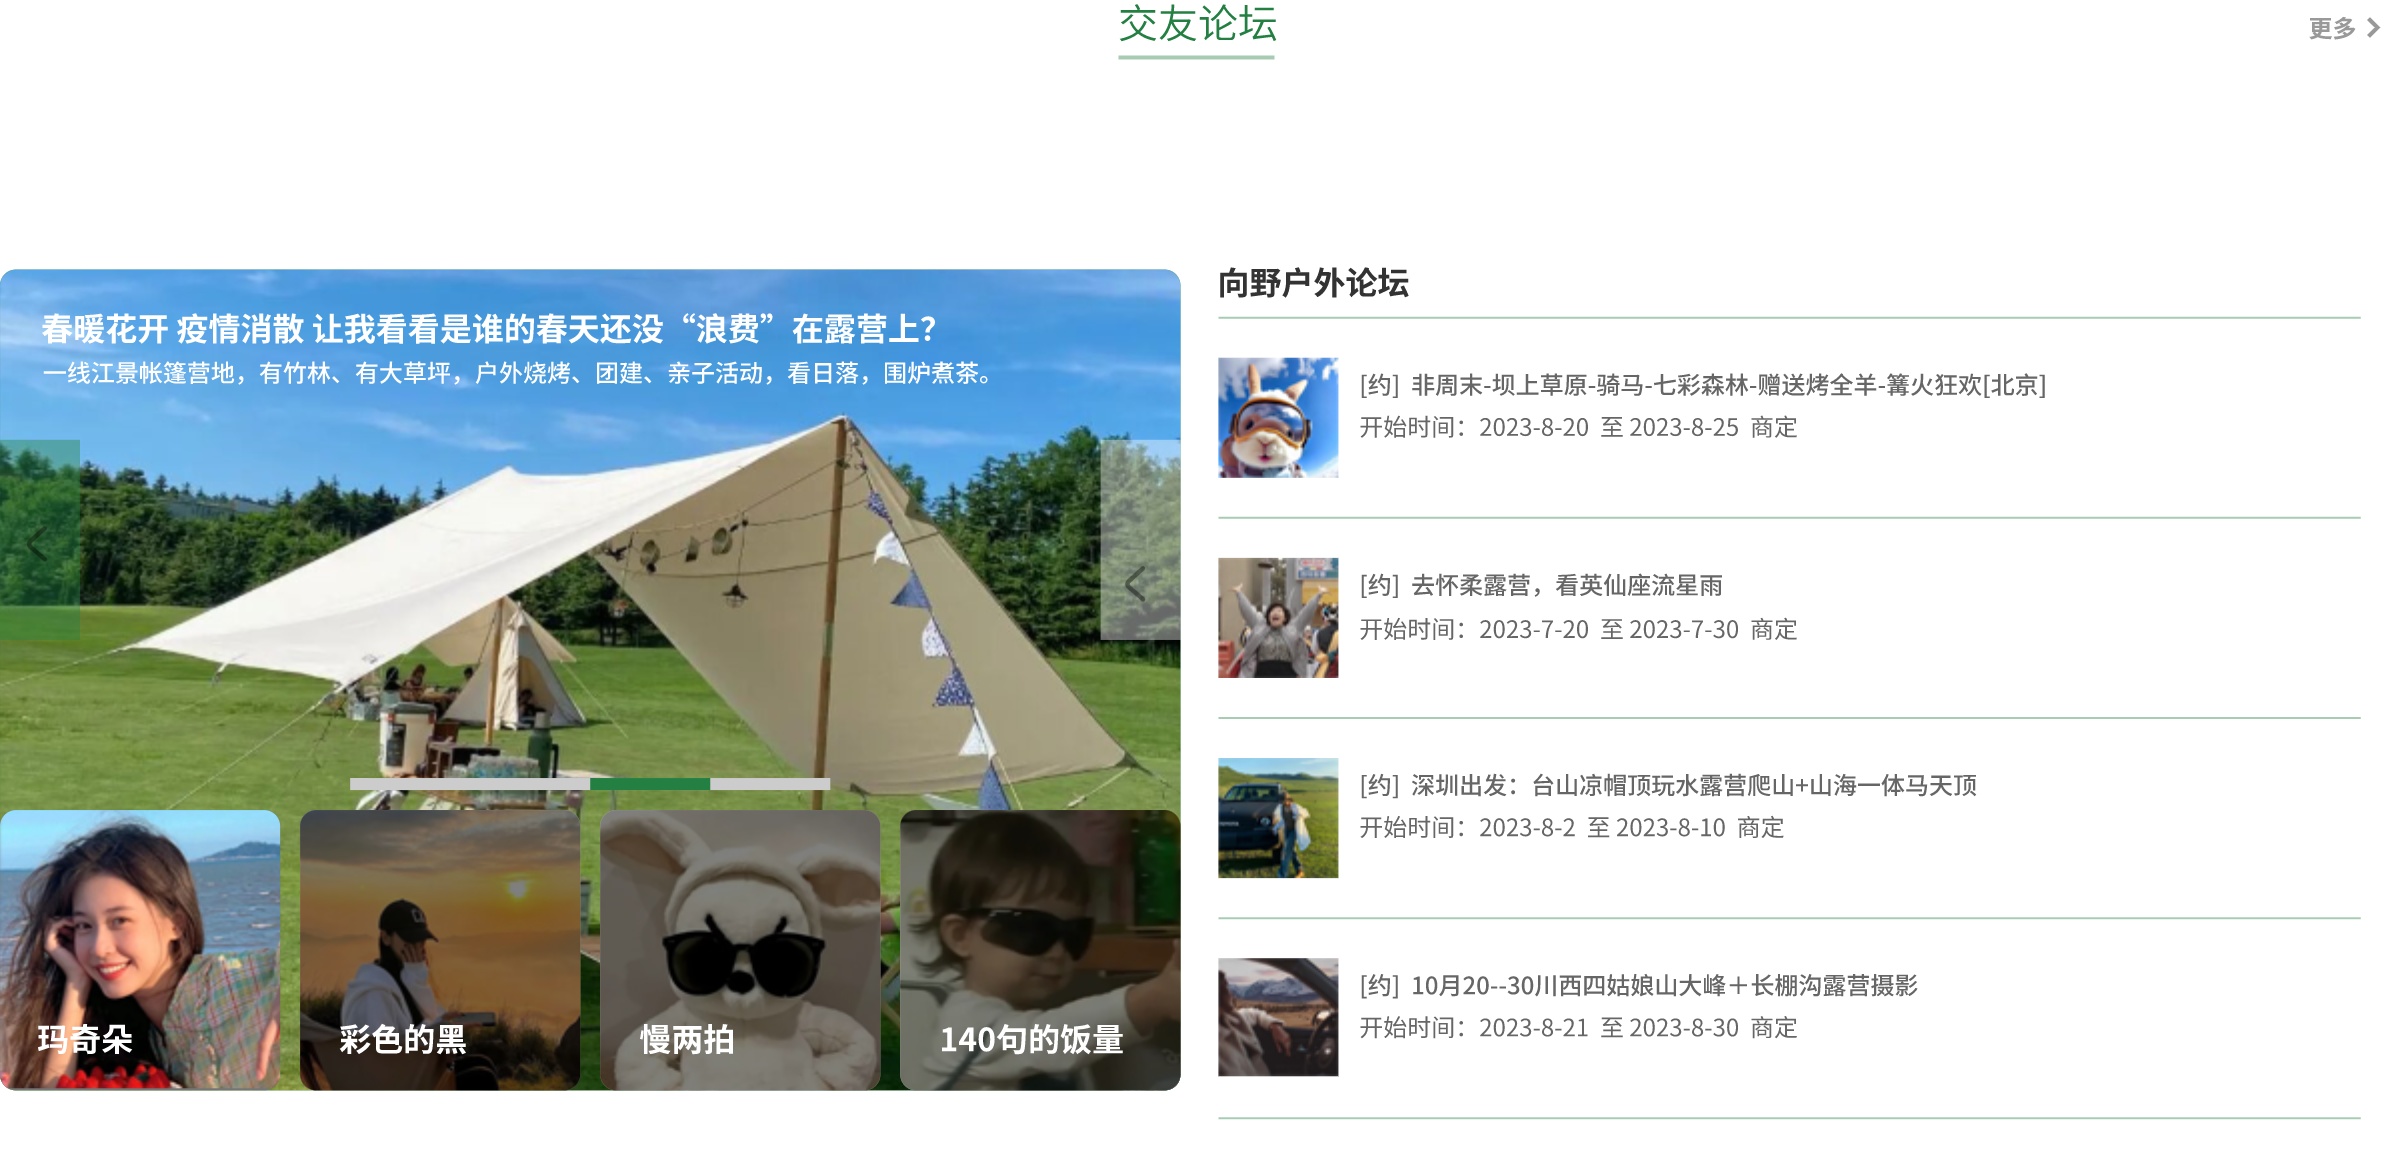 交友论坛
更多
春暖花开 疫情消散 让我看看是谁的春天还没“浪费”在露营上？
一线江景帐篷营地，有竹林、有大草坪，户外烧烤、团建、亲子活动，看日落，围炉煮茶。
玛奇朵
彩色的黑
慢两拍
140句的饭量
向野户外论坛
[约] 非周末-坝上草原-骑马-七彩森林-赠送烤全羊-篝火狂欢[北京]
开始时间：2023-8-20 至 2023-8-25 商定
[约] 去怀柔露营，看英仙座流星雨
开始时间：2023-7-20 至 2023-7-30 商定
[约] 深圳出发：台山凉帽顶玩水露营爬山+山海一体马天顶
开始时间：2023-8-2 至 2023-8-10 商定
[约] 10月20--30川西四姑娘山大峰＋长棚沟露营摄影
开始时间：2023-8-21 至 2023-8-30 商定